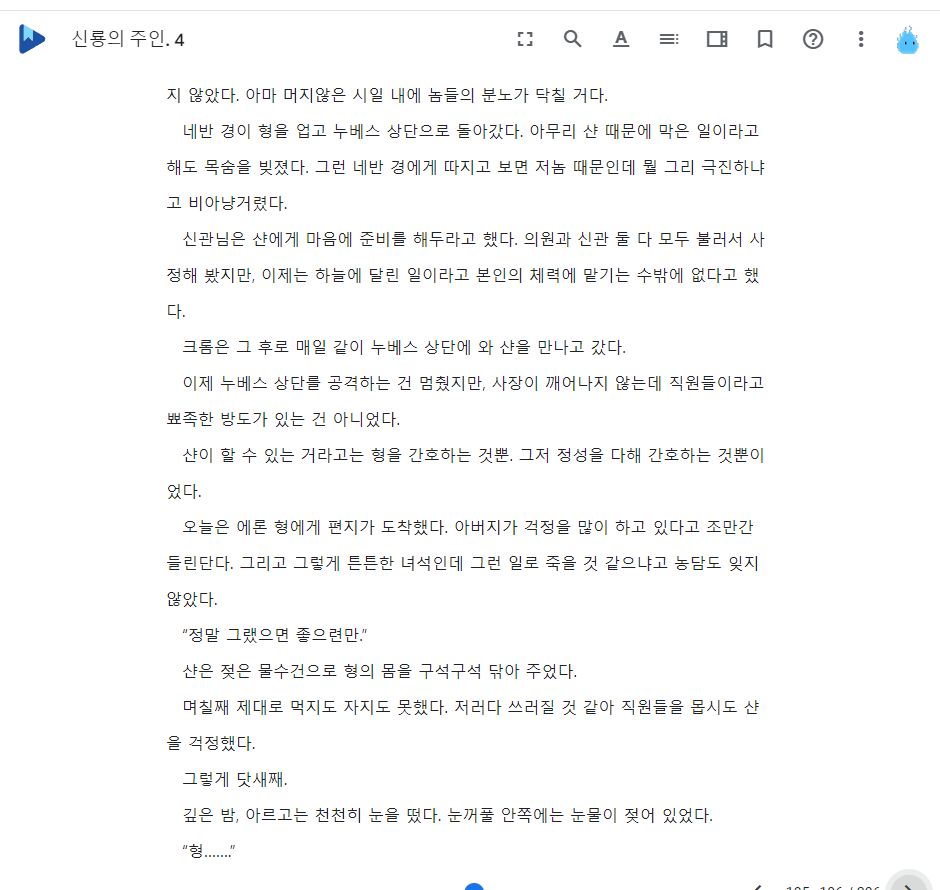 신룡의 주인. 4
지 않았다. 아마 머지않은 시일 내에 놈들의 분노가 닥칠 거다.
네반 경이 형을 업고 누베스 상단으로 돌아갔다. 아무리 샨 때문에 막은 일이라고
해도 목숨을 빚졌다. 그런 네반 경에게 따지고 보면 저놈 때문인데 뭘 그리 극진하냐
고 비아냥거렸다.
신관님은 샨에게 마음에 준비를 해두라고 했다. 의원과 신관 둘 다 모두 불러서 사
정해 봤지만, 이제는 하늘에 달린 일이라고 본인의 체력에 맡기는 수밖에 없다고 했
다.
크롬은 그 후로 매일 같이 누베스 상단에 와 샨을 만나고 갔다.
이제 누베스 상단를 공격하는 건 멈췄지만, 사장이 깨어나지 않는데 직원들이라고
뾰족한 방도가 있는 건 아니었다.
샨이 할 수 있는 거라고는 형을 간호하는 것뿐. 그저 정성을 다해 간호하는 것뿐이
었다.
오늘은 에론 형에게 편지가 도착했다. 아버지가 걱정을 많이 하고 있다고 조만간
들린단다. 그리고 그렇게 튼튼한 녀석인데 그런 일로 죽을 것 같으냐고 농담도 잊지
않았다.
“정말 그랬으면 좋으련만.”
샨은 젖은 물수건으로 형의 몸을 구석구석 닦아 주었다.
며칠째 제대로 먹지도 자지도 못했다. 저러다 쓰러질 것 같아 직원들을 몹시도 샨
을 걱정했다.
그렇게 닷새째.
깊은 밤, 아르고는 천천히 눈을 떴다. 눈꺼풀 안쪽에는 눈물이 젖어 있었다.
“형…….”